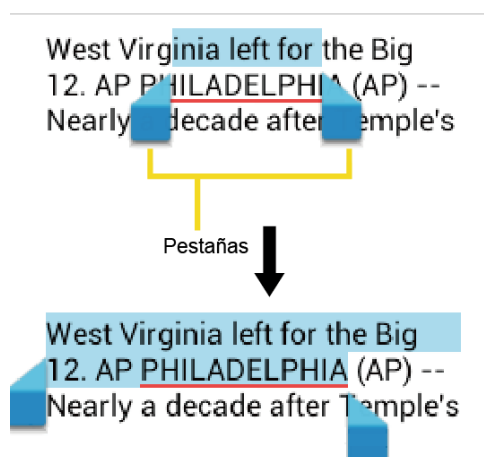 West Virginia left for the Big
12. AP PHILADELPHIA (AP) --
Nearly decade after Temple's
Pestañas
West Virginia left for the Big
12. AP PHILADELPHIA (AP) --
Nearly a decade after Temple's